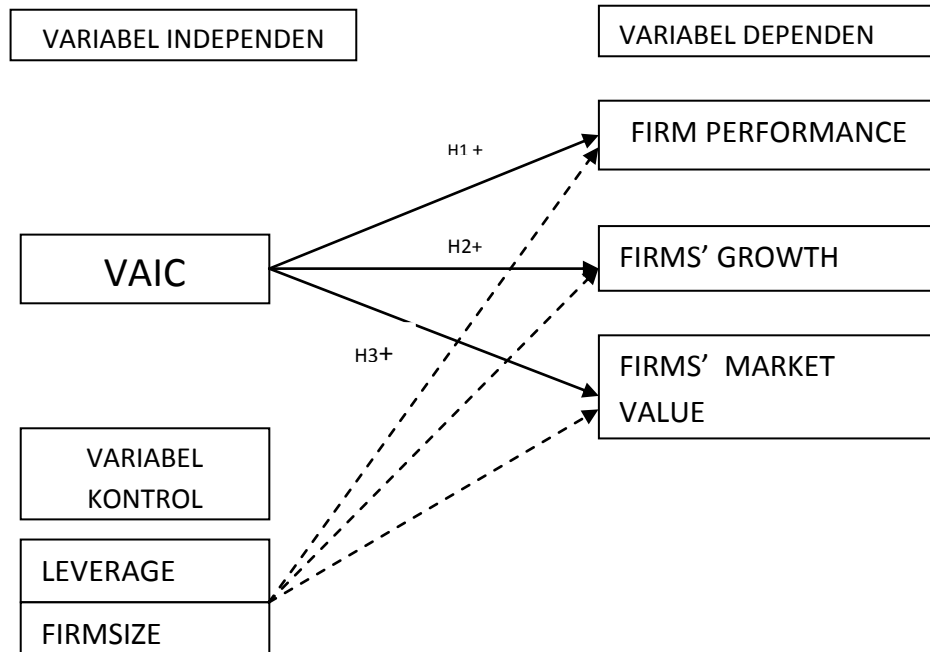 VARIABEL INDEPENDEN
VARIABEL DEPENDEN
FIRM PERFORMANCE
H1 +
H2+
VAIC
FIRMS’ GROWTH
H3+
FIRMS’ MARKET
VALUE
VARIABEL
KONTROL
LEVERAGE
FIRMSIZE